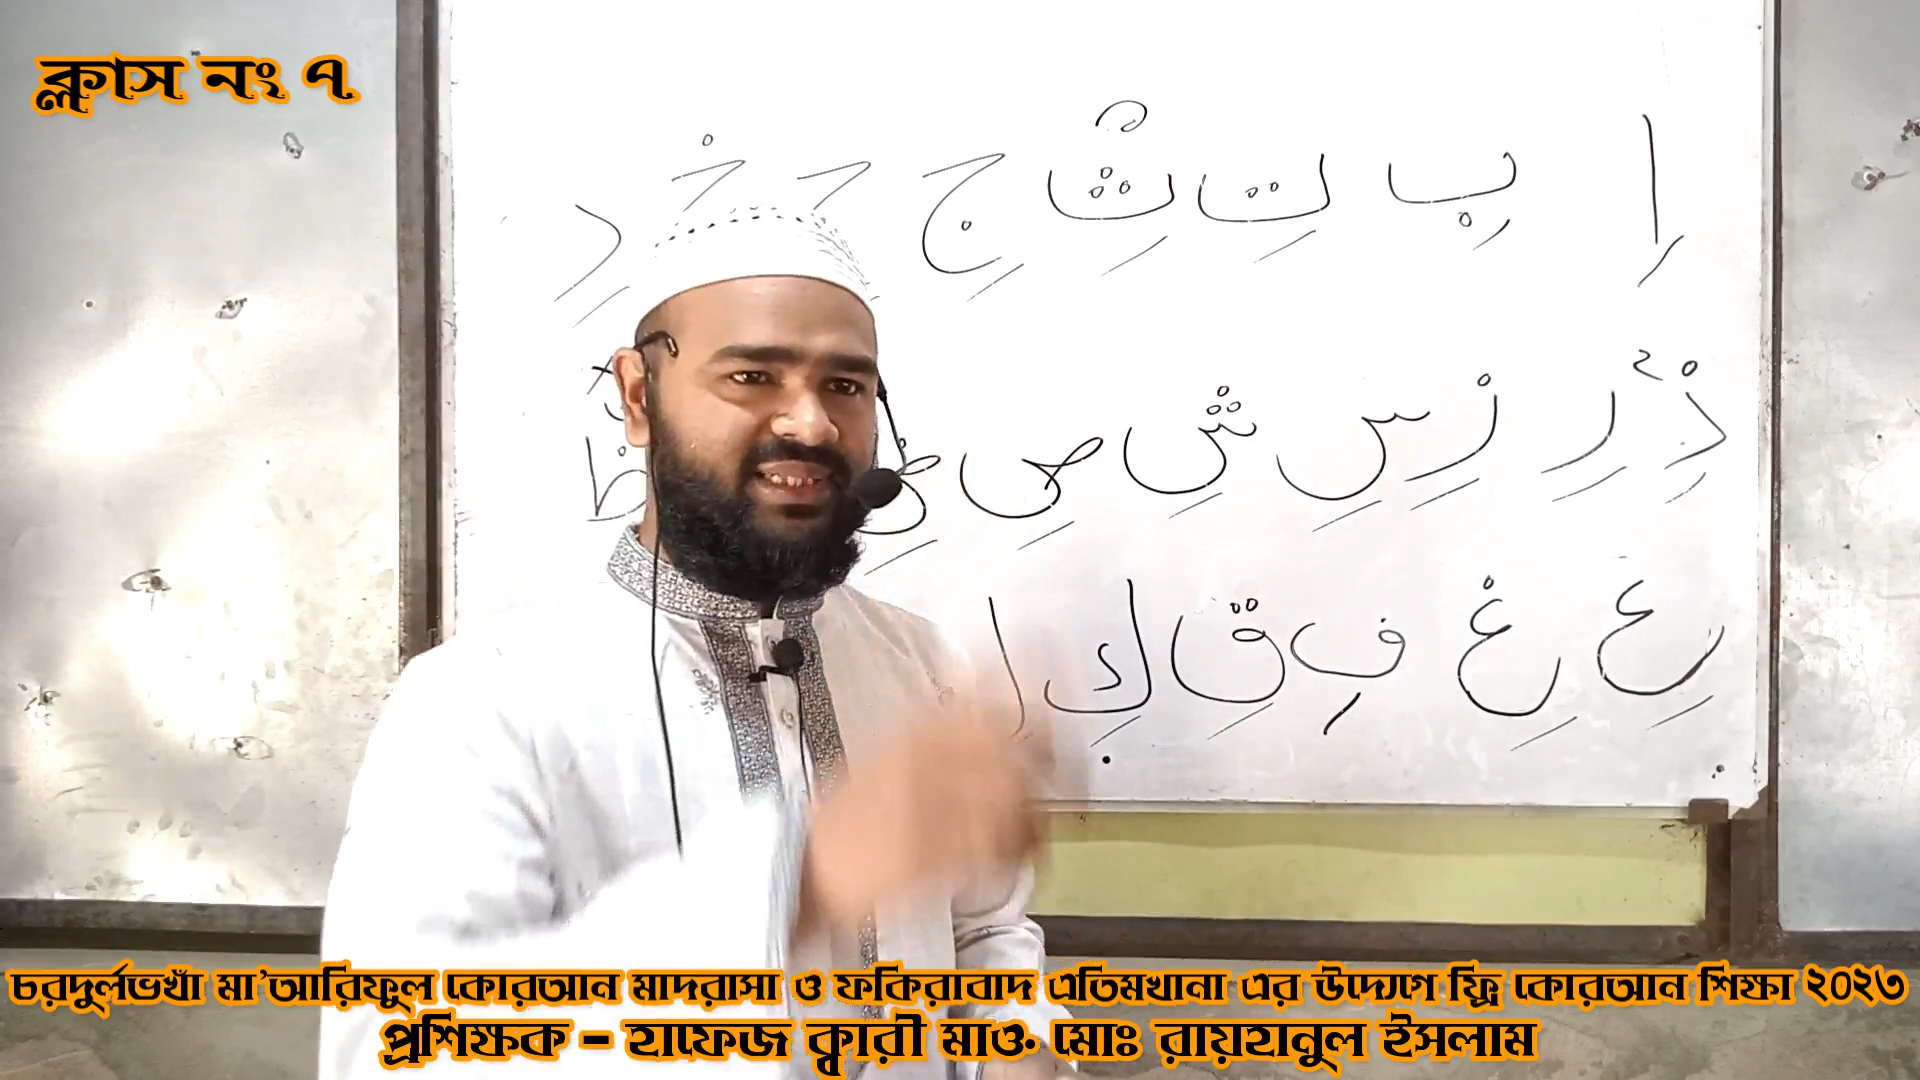 ক্লাস নং ৭
اِ بِ تِ ثِ جِ حِ خِ دِ
ذِ رِ زِ سِ شِ صِ ضِ
عِ غِ فِ قِ كِ
চরদুর্লভখাঁ মা'আরিফুল কোরআন মাদরাসা ও ফকিরাবাদ এতিমখানা এর উদ্যেগে ফ্রি কোরআন শিক্ষা ২০২৩
প্রশিক্ষক - হাফেজ ক্বারী মাওঃ মোঃ রায়হানুল ইসলাম